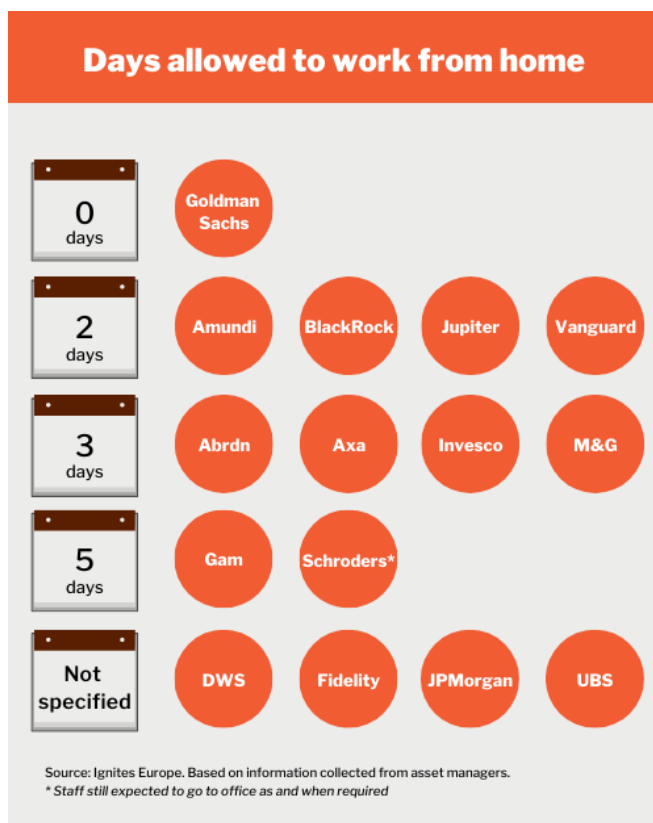 Days allowed to work from home
0
days
Goldman
Sachs
2
days
Amundi
BlackRock
Jupiter
Vanguard
3
days
Abrdn
Axa
Invesco
M&G
5
days
Gam
Schroders*
Not
specified
DWS
Fidelity
JPMorgan
UBS
Source: Ignites Europe. Based on information collected from asset managers.
* Staff still expected to go to office as and when required